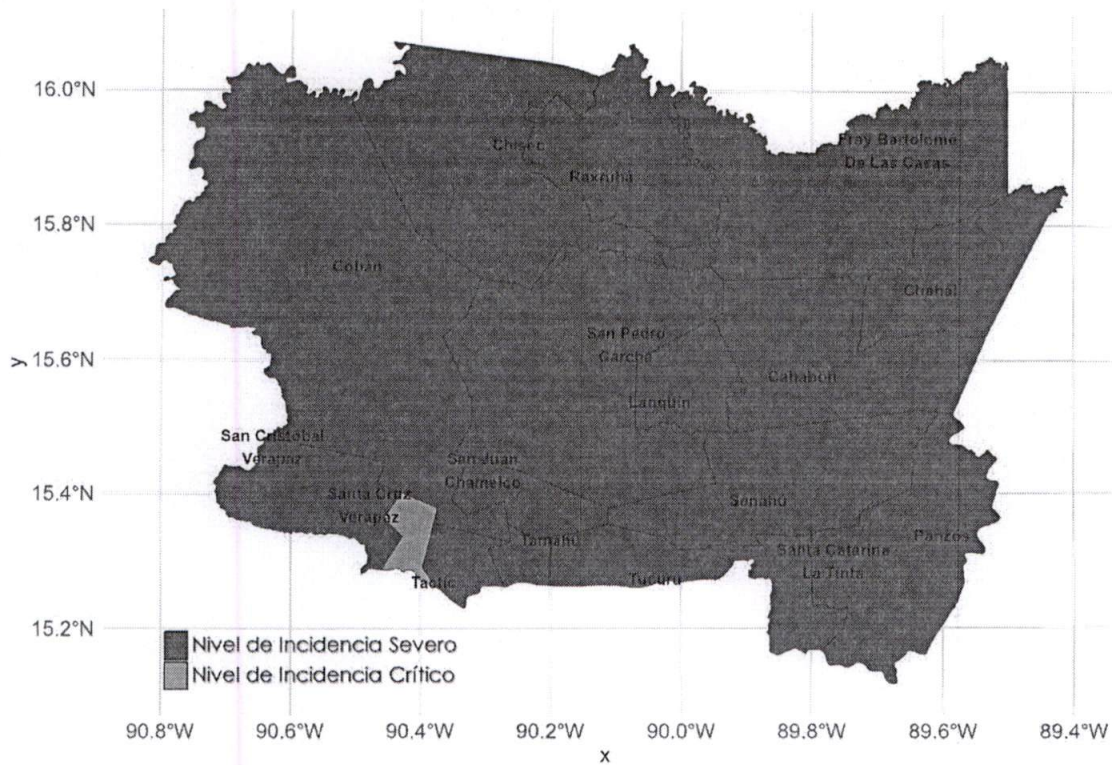 16.0°N
15.8°N
15.6°N
15.4°N
15.2°N
y
Chisec
Raxruhá
Fray Bartolomé
De Las Casas
Cobán
Chahal
San Pedro
Carchá
Cahabón
Lanquín
San Cristóbal
Verapaz
San Juan
Chamelco
Santa Cruz
Verapaz
Senahú
Tamahú
Panzós
Santa Catarina
La Tinta
Tactic
Tucurú
Nivel de Incidencia Severo
Nivel de Incidencia Crítico
90.8°W 90.6°W 90.4°W 90.2°W 90.0°W 89.8°W 89.6°W 89.4°W
x